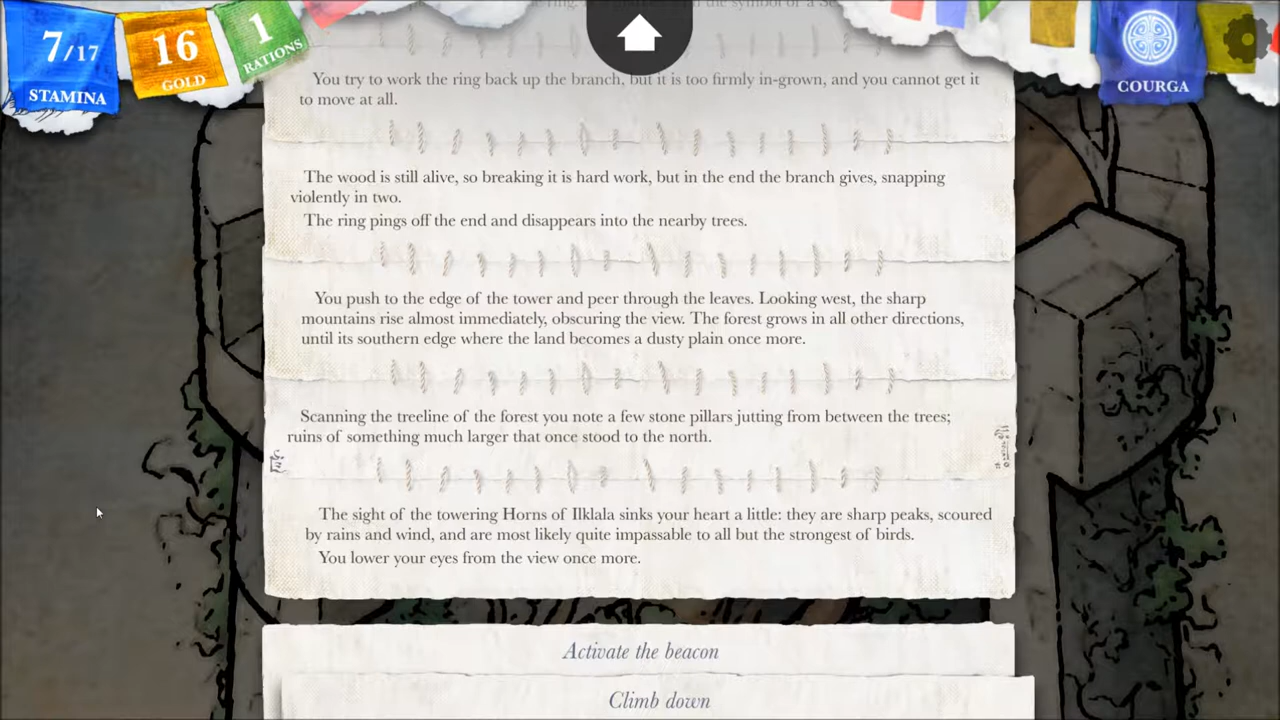 7/17
STAMINA
16
GOLD
1
RATIONS
COURGA
You try to work the ring back up the branch, but it is too firmly in-grown, and you cannot get it
to move at all.
The wood is still alive, so breaking it is hard work, but in the end the branch gives, snapping
violently in two.
The ring pings off the end and disappears into the nearby trees.
You push to the edge of the tower and peer through the leaves. Looking west, the sharp
mountains rise almost immediately, obscuring the view. The forest grows in all other directions,
until its southern edge where the land becomes a dusty plain once more.
Scanning the treeline of the forest you note a few stone pillars jutting from between the trees;
ruins of something much larger that once stood to the north.
The sight of the towering Horns of Ilklala sinks your heart a little: they are sharp peaks, scoured
by rains and wind, and are most likely quite impassable to all but the strongest of birds.
You lower your eyes from the view once more.
Activate the beacon
Climb down